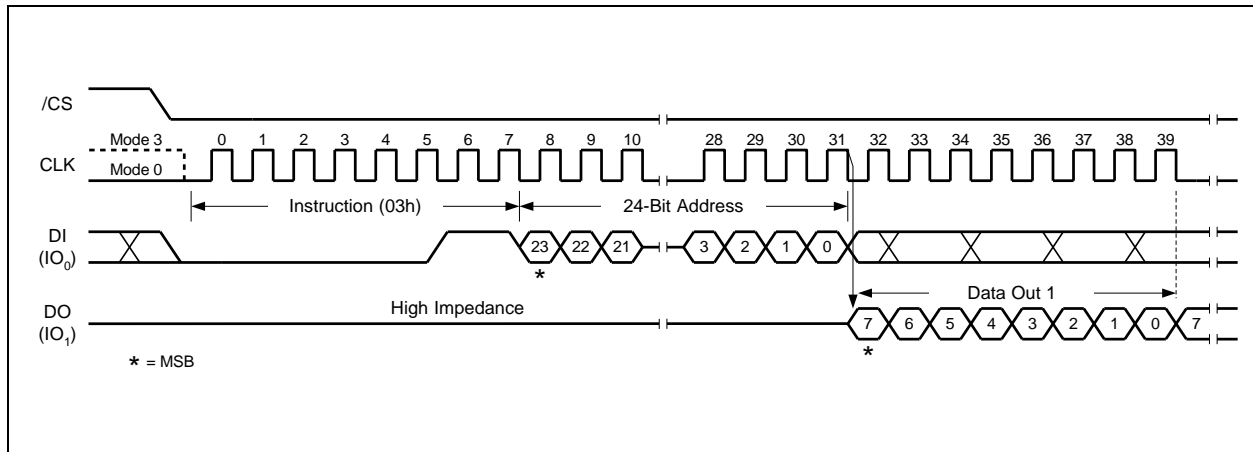 /CS
Mode 3
0 1 2 3 4 5 6 7 8 9 10 28 29 30 31 32 33 34 35 36 37 38 39
CLK
Mode 0
Instruction (03h) 24-Bit Address
DI
(IO0)
23 22 21 3 2 1 0
*
Data Out 1
DO
(IO1)
High Impedance
7 6 5 4 3 2 1 0 7
*
* = MSB